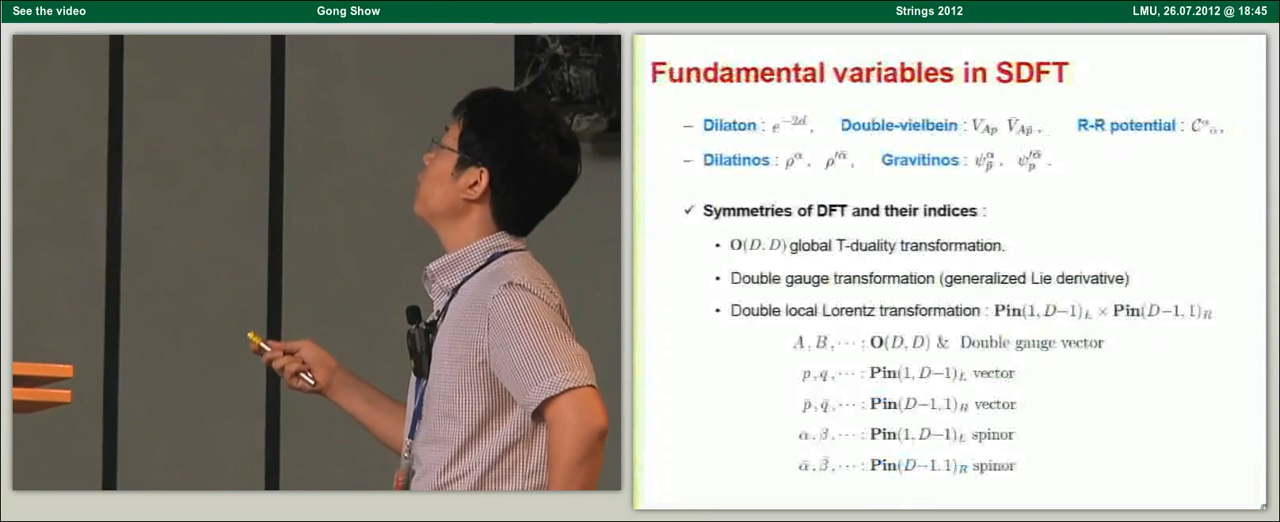 See the video
Gong Show
Strings 2012
LMU, 26.07.2012 @ 18:45
Fundamental variables in SDFT
– Dilaton : e^{-2d}, Double-vielbein : V_{Ap} V̄_{Ap̄}, R-R potential : 𝒞^α_{ᾱ},
– Dilatinos : ρ^α, ρ′^{ᾱ}, Gravitinos : ψ^α_{p̄}, ψ′^{ᾱ}_p.
✓ Symmetries of DFT and their indices :
• O(D, D) global T-duality transformation.
• Double gauge transformation (generalized Lie derivative)
• Double local Lorentz transformation : Pin(1, D−1)_L × Pin(D−1, 1)_R
A, B, ··· : O(D, D) & Double gauge vector
p, q, ··· : Pin(1, D−1)_L vector
p̄, q̄, ··· : Pin(D−1, 1)_R vector
α, β, ··· : Pin(1, D−1)_L spinor
ᾱ, β̄, ··· : Pin(D−1, 1)_R spinor